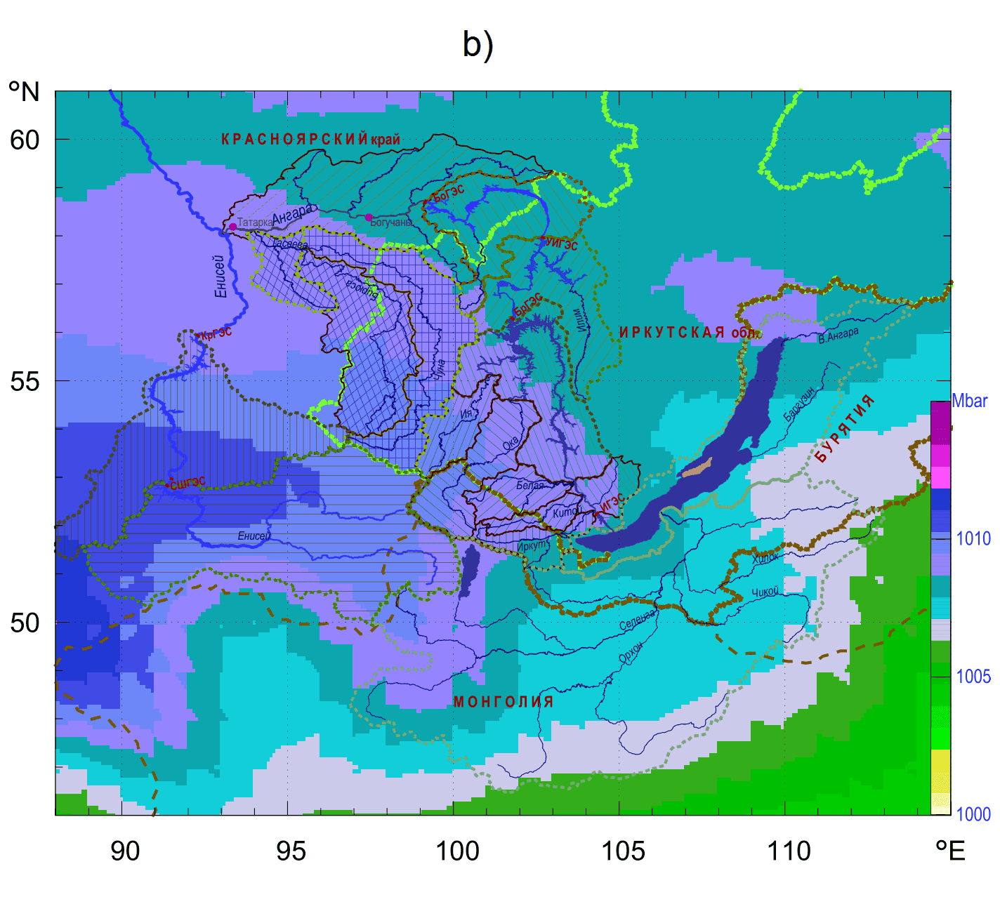 b)
°N
60
КРАСНОЯРСКИЙ край
БоГЭС
Ангара
Татарка
Богучаны
УИГЭС
Тасеева
Енисей
Бирюса
БрГЭС
Илим
ИРКУТСКАЯ обл.
КрГЭС
В.Ангара
Чуна
55
Mbar
Баргузин
Ия
БУРЯТИЯ
Ока
СШГЭС
Белая
ИГЭС
Китой
Енисей
Иркут
1010
Хилок
Чикой
50
Селенга
Орхон
1005
МОНГОЛИЯ
1000
90
95
100
105
110
°E